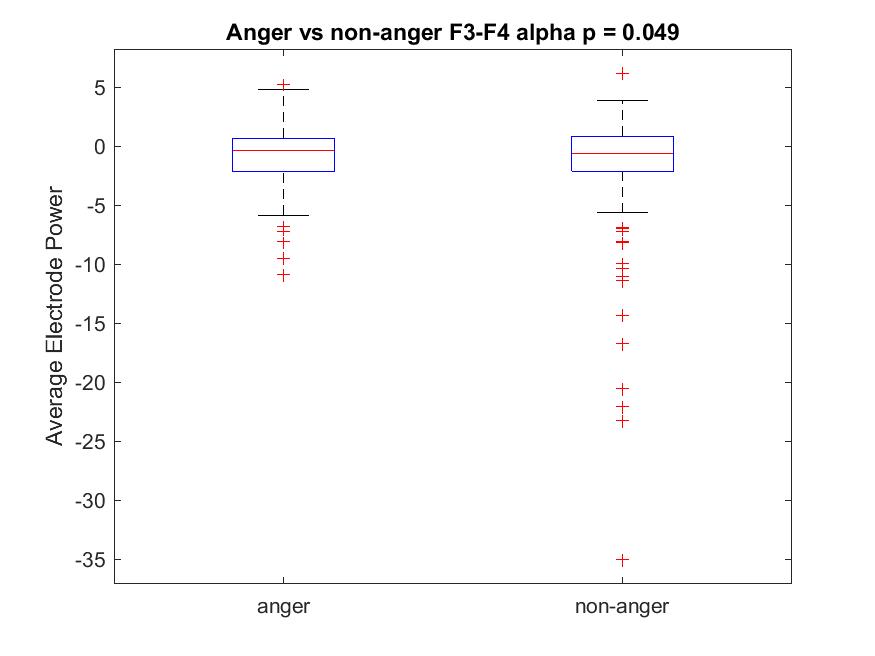 Anger vs non-anger F3-F4 alpha p = 0.049
Average Electrode Power
5
0
-5
-10
-15
-20
-25
-30
-35
anger
non-anger